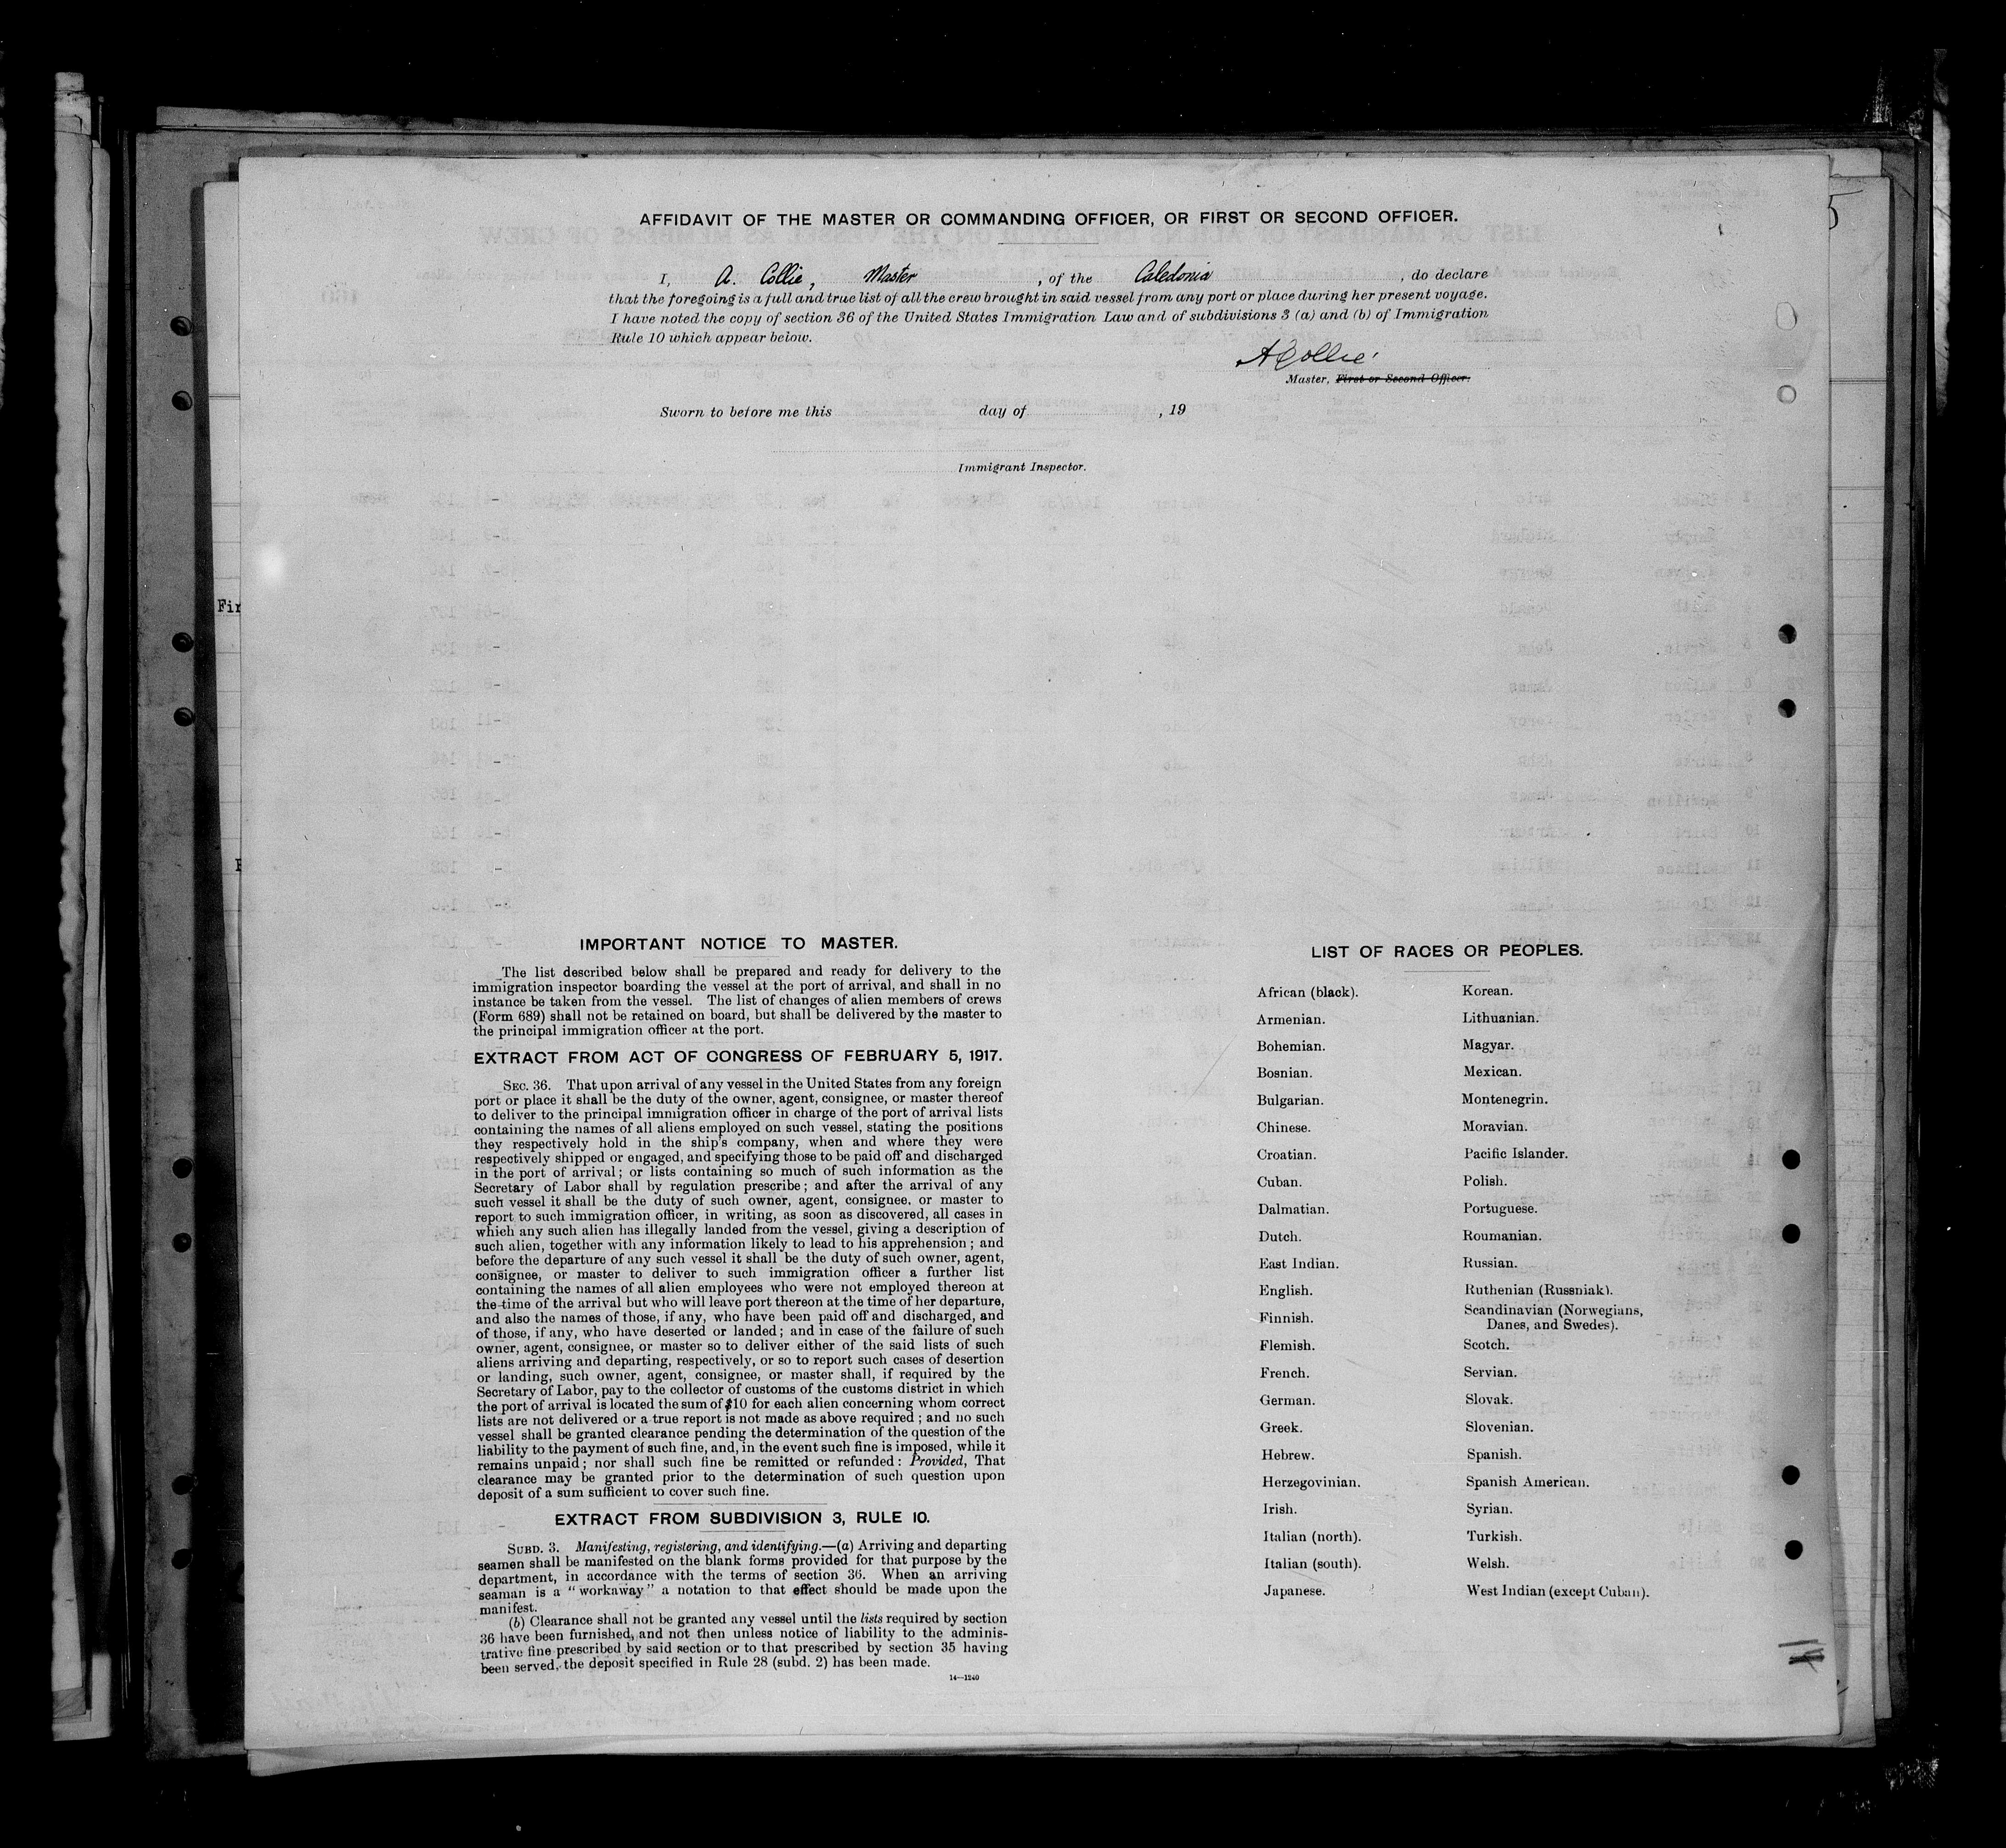 AFFIDAVIT OF THE MASTER OR COMMANDING OFFICER, OR FIRST OR SECOND OFFICER.
I, A. Collie, Master, of the Caledonia, do declare
that the foregoing is a full and true list of all the crew brought in said vessel from any port or place during her present voyage.
I have noted the copy of section 36 of the United States Immigration Law and of subdivisions 3 (a) and (b) of Immigration
Rule 10 which appear below.
A Collie
Master, First or Second Officer.
Sworn to before me this day of , 19
Immigrant Inspector.
Fir
IMPORTANT NOTICE TO MASTER.
The list described below shall be prepared and ready for delivery to the
immigration inspector boarding the vessel at the port of arrival, and shall in no
instance be taken from the vessel. The list of changes of alien members of crews
(Form 689) shall not be retained on board, but shall be delivered by the master to
the principal immigration officer at the port.
EXTRACT FROM ACT OF CONGRESS OF FEBRUARY 5, 1917.
SEC. 36. That upon arrival of any vessel in the United States from any foreign
port or place it shall be the duty of the owner, agent, consignee, or master thereof
to deliver to the principal immigration officer in charge of the port of arrival lists
containing the names of all aliens employed on such vessel, stating the positions
they respectively hold in the ship's company, when and where they were
respectively shipped or engaged, and specifying those to be paid off and discharged
in the port of arrival; or lists containing so much of such information as the
Secretary of Labor shall by regulation prescribe; and after the arrival of any
such vessel it shall be the duty of such owner, agent, consignee. or master to
report to such immigration officer, in writing, as soon as discovered, all cases in
which any such alien has illegally landed from the vessel, giving a description of
such alien, together with any information likely to lead to his apprehension; and
before the departure of any such vessel it shall be the duty of such owner, agent,
consignee, or master to deliver to such immigration officer a further list
containing the names of all alien employees who were not employed thereon at
the time of the arrival but who will leave port thereon at the time of her departure,
and also the names of those, if any, who have been paid off and discharged, and
of those, if any, who have deserted or landed; and in case of the failure of such
owner, agent, consignee, or master so to deliver either of the said lists of such
aliens arriving and departing, respectively, or so to report such cases of desertion
or landing, such owner, agent, consignee, or master shall, if required by the
Secretary of Labor, pay to the collector of customs of the customs district in which
the port of arrival is located the sum of $10 for each alien concerning whom correct
lists are not delivered or a true report is not made as above required; and no such
vessel shall be granted clearance pending the determination of the question of the
liability to the payment of such fine, and, in the event such fine is imposed, while it
remains unpaid; nor shall such fine be remitted or refunded: Provided, That
clearance may be granted prior to the determination of such question upon
deposit of a sum sufficient to cover such fine.
EXTRACT FROM SUBDIVISION 3, RULE 10.
SUBD. 3. Manifesting, registering, and identifying.—(a) Arriving and departing
seamen shall be manifested on the blank forms provided for that purpose by the
department, in accordance with the terms of section 36. When an arriving
seaman is a "workaway" a notation to that effect should be made upon the
manifest.
(b) Clearance shall not be granted any vessel until the lists required by section
36 have been furnished, and not then unless notice of liability to the adminis-
trative fine prescribed by said section or to that prescribed by section 35 having
been served, the deposit specified in Rule 28 (subd. 2) has been made.
14—1240
LIST OF RACES OR PEOPLES.
African (black). Korean.
Armenian. Lithuanian.
Bohemian. Magyar.
Bosnian. Mexican.
Bulgarian. Montenegrin.
Chinese. Moravian.
Croatian. Pacific Islander.
Cuban. Polish.
Dalmatian. Portuguese.
Dutch. Roumanian.
East Indian. Russian.
English. Ruthenian (Russniak).
Finnish. Scandinavian (Norwegians,
Danes, and Swedes).
Flemish. Scotch.
French. Servian.
German. Slovak.
Greek. Slovenian.
Hebrew. Spanish.
Herzegovinian. Spanish American.
Irish. Syrian.
Italian (north). Turkish.
Italian (south). Welsh.
Japanese. West Indian (except Cuban).